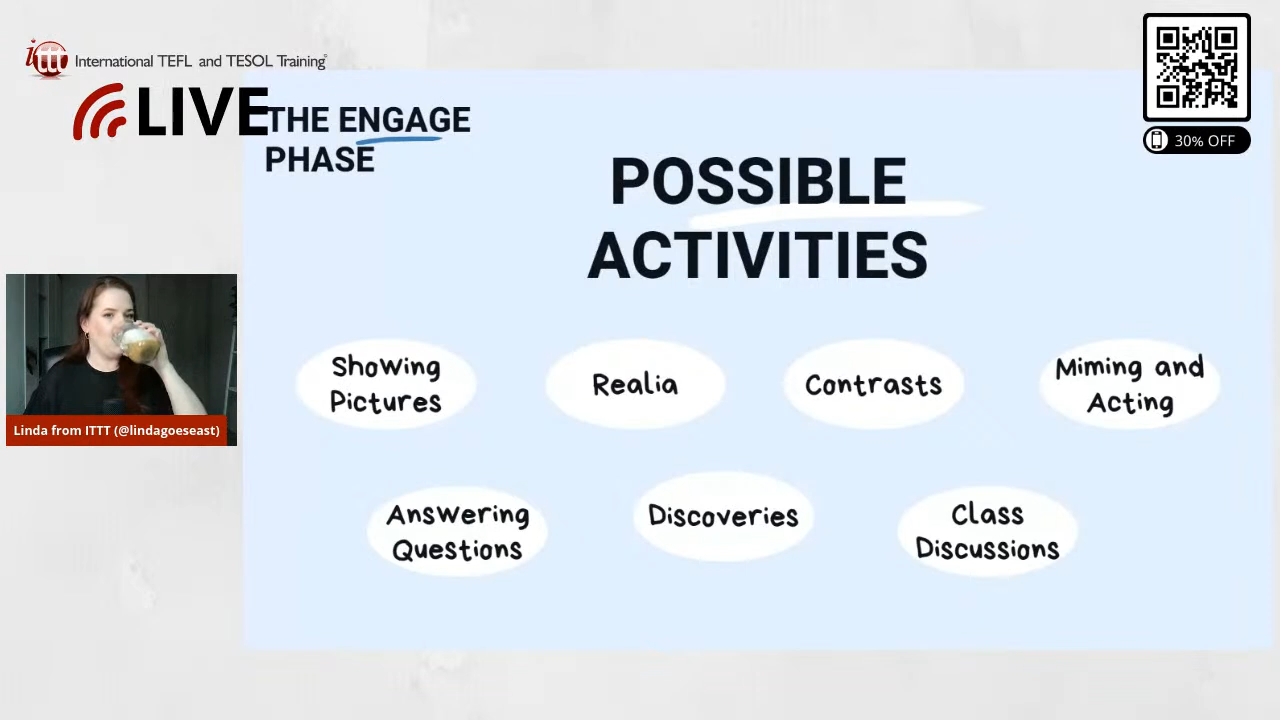 ittt International TEFL and TESOL Training
LIVE
THE ENGAGE
PHASE
30% OFF
POSSIBLE
ACTIVITIES
Showing
Pictures
Realia
Contrasts
Miming and
Acting
Answering
Questions
Discoveries
Class
Discussions
Linda from ITTT (@lindagoeseast)